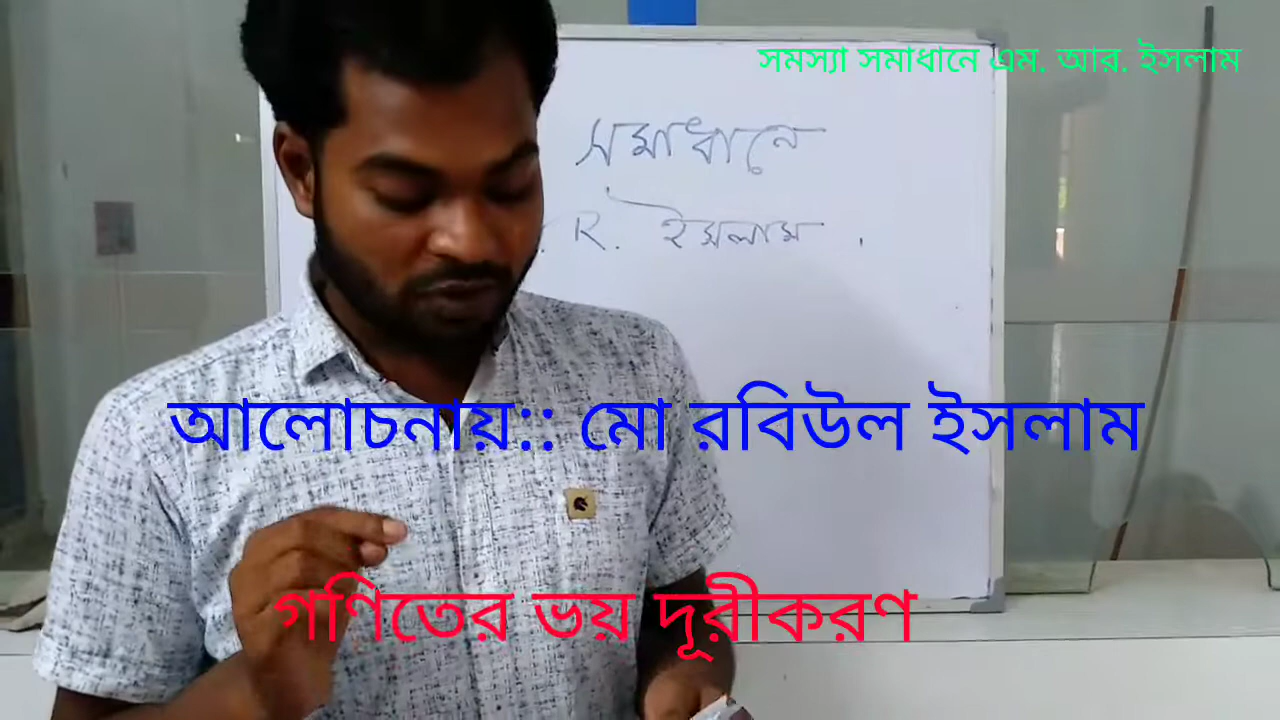 সমস্যা সমাধানে এম. আর. ইসলাম
সমাধানে
R. ইসলাম .
আলোচনায়:: মো রবিউল ইসলাম
গণিতের ভয় দূরীকরণ